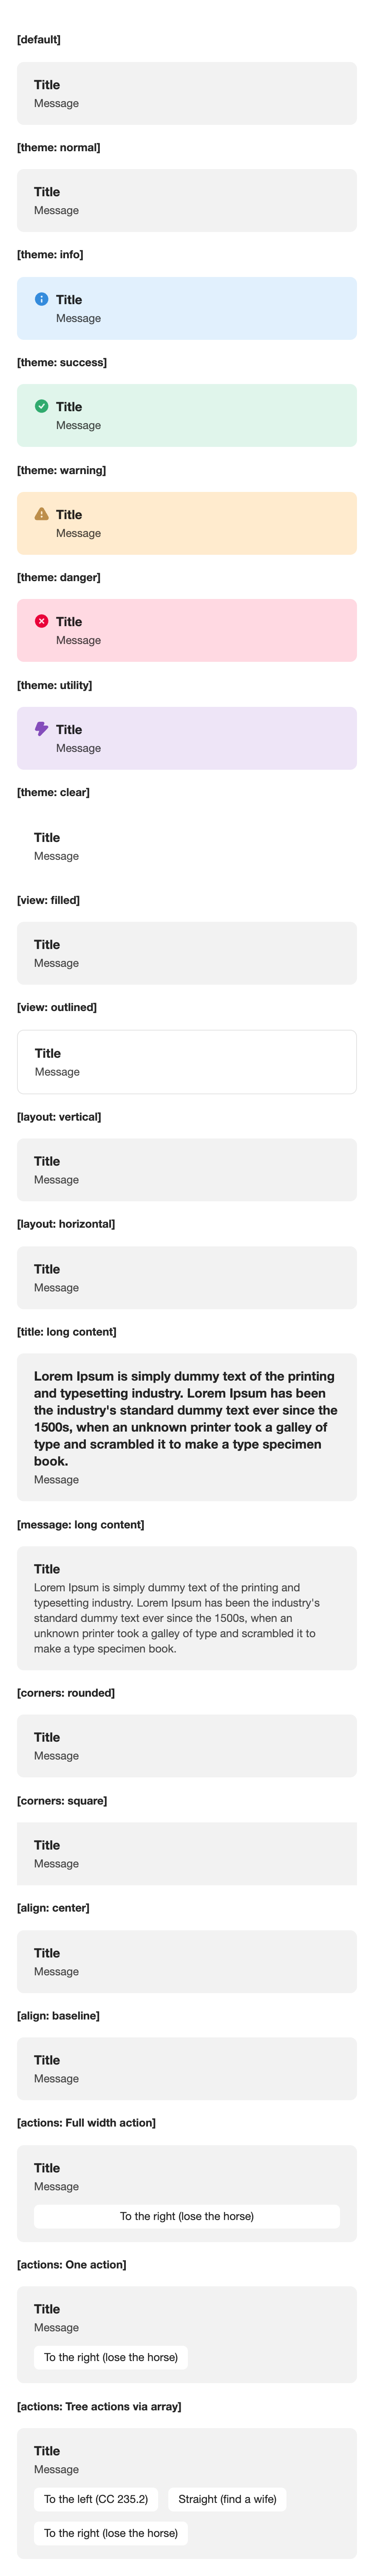 [default]
Title
Message
[theme: normal]
Title
Message
[theme: info]
Title
Message
[theme: success]
Title
Message
[theme: warning]
Title
Message
[theme: danger]
Title
Message
[theme: utility]
Title
Message
[theme: clear]
Title
Message
[view: filled]
Title
Message
[view: outlined]
Title
Message
[layout: vertical]
Title
Message
[layout: horizontal]
Title
Message
[title: long content]
Lorem Ipsum is simply dummy text of the printing
and typesetting industry. Lorem Ipsum has been
the industry's standard dummy text ever since the
1500s, when an unknown printer took a galley of
type and scrambled it to make a type specimen
book.
Message
[message: long content]
Title
Lorem Ipsum is simply dummy text of the printing and
typesetting industry. Lorem Ipsum has been the industry's
standard dummy text ever since the 1500s, when an
unknown printer took a galley of type and scrambled it to
make a type specimen book.
[corners: rounded]
Title
Message
[corners: square]
Title
Message
[align: center]
Title
Message
[align: baseline]
Title
Message
[actions: Full width action]
Title
Message
To the right (lose the horse)
[actions: One action]
Title
Message
To the right (lose the horse)
[actions: Tree actions via array]
Title
Message
To the left (CC 235.2) Straight (find a wife)
To the right (lose the horse)